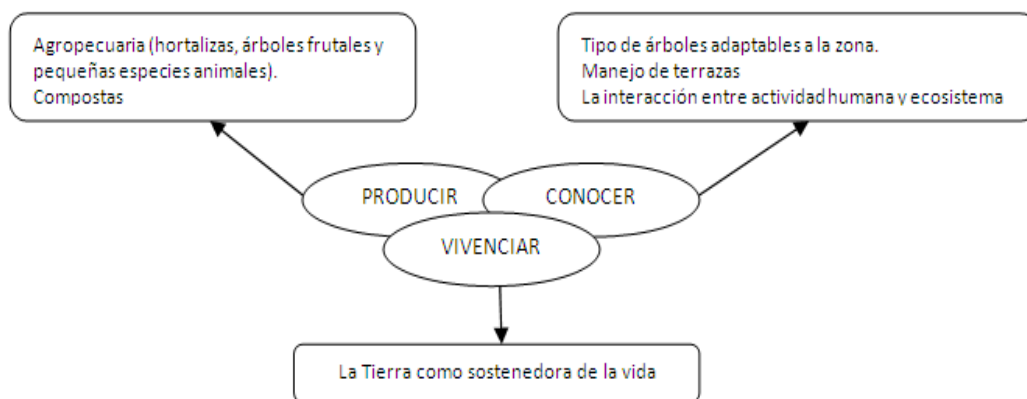 Agropecuaria (hortalizas, árboles frutales y
pequeñas especies animales).
Compostas
Tipo de árboles adaptables a la zona.
Manejo de terrazas
La interacción entre actividad humana y ecosistema
PRODUCIR
CONOCER
VIVENCIAR
La Tierra como sostenedora de la vida